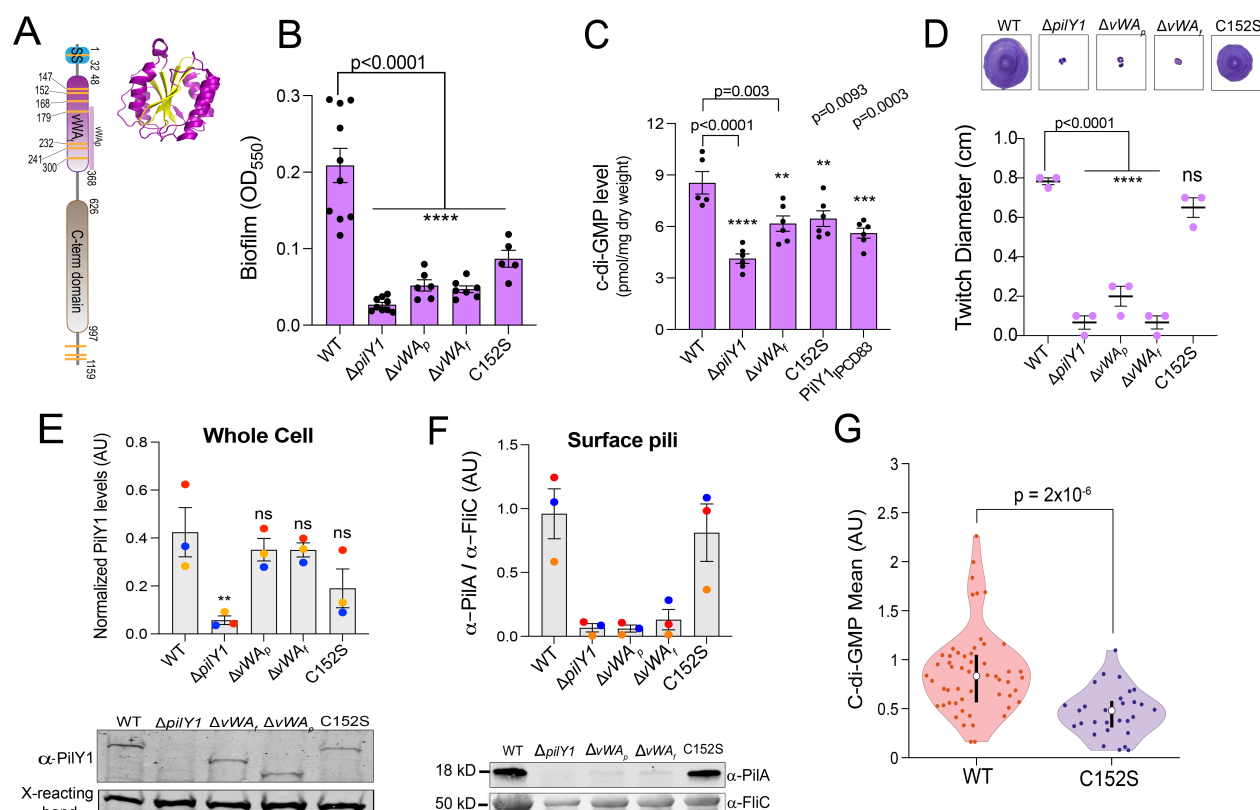 A
SS
1
32
48
147
152
168
179
232
241
300
vWA
368
626
C-term domain
997
1159
B
p<0.0001
Biofilm (OD550)
0.3
0.2
0.1
0.0
****
WT
ΔpilY1
ΔvWAp
ΔvWAf
C152S
C
p=0.003
p<0.0001
p=0.0093
p=0.0003
c-di-GMP level
(pmol/mg dry weight)
12
9
6
3
0
****
**
**
***
WT
ΔpilY1
ΔvWAf
C152S
PilY1IPCD83
D
WT
ΔpilY1
ΔvWAp
ΔvWAf
C152S
p<0.0001
Twitch Diameter (cm)
1.0
0.8
0.6
0.4
0.2
0.0
****
ns
WT
ΔpilY1
ΔvWAp
ΔvWAf
C152S
E
Whole Cell
Normalized PilY1 levels (AU)
0.8
0.6
0.4
0.2
0.0
**
ns
ns
ns
WT
ΔpilY1
ΔvWAp
ΔvWAf
C152S
WT ΔpilY1 ΔvWAf ΔvWAp C152S
α-PilY1
X-reacting
band
F
Surface pili
α−PilA / α−FliC (AU)
1.5
1.0
0.5
0.0
WT
ΔpilY1
ΔvWAp
ΔvWAf
C152S
WT ΔpilY1 ΔvWAp ΔvWAf C152S
18 kD
α-PilA
50 kD
α-FliC
G
p = 2x10-6
C-di-GMP Mean (AU)
3
2.5
2
1.5
1
0.5
0
WT
C152S